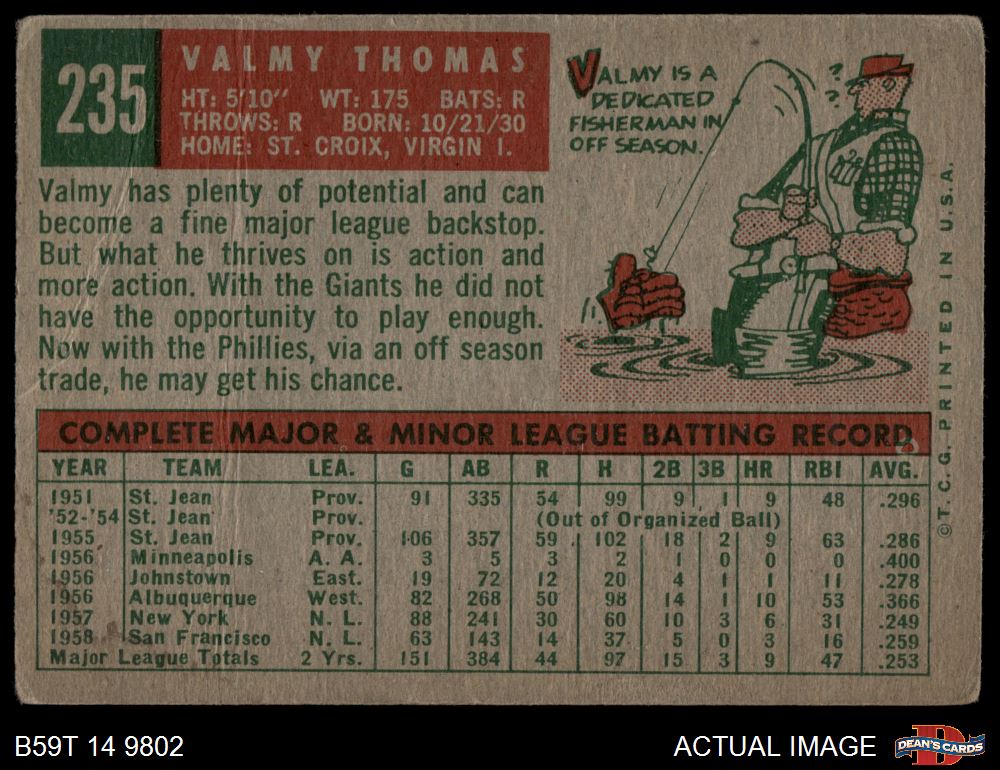 235
VALMY THOMAS
HT: 5'10" WT: 175 BATS: R
THROWS: R BORN: 10/21/30
HOME: ST. CROIX, VIRGIN I.
VALMY IS A
DEDICATED
FISHERMAN IN
OFF SEASON.
? ?
Valmy has plenty of potential and can
become a fine major league backstop.
But what he thrives on is action and
more action. With the Giants he did not
have the opportunity to play enough.
Now with the Phillies, via an off season
trade, he may get his chance.
COMPLETE MAJOR & MINOR LEAGUE BATTING RECORD
YEAR TEAM LEA. G AB R H 2B 3B HR RBI AVG.
1951 St. Jean Prov. 91 335 54 99 9 1 9 48 .296
'52-'54 St. Jean Prov. (Out of Organized Ball)
1955 St. Jean Prov. 106 357 59 102 18 2 9 63 .286
1956 Minneapolis A. A. 3 5 3 2 1 0 0 0 .400
1956 Johnstown East. 19 72 12 20 4 1 1 11 .278
1956 Albuquerque West. 82 268 50 98 14 1 10 53 .366
1957 New York N. L. 88 241 30 60 10 3 6 31 .249
1958 San Francisco N. L. 63 143 14 37 5 0 3 16 .259
Major League Totals 2 Yrs. 151 384 44 97 15 3 9 47 .253
©T. C. G. PRINTED IN U.S.A.
B59T 14 9802
ACTUAL IMAGE
DEAN'S CARDS